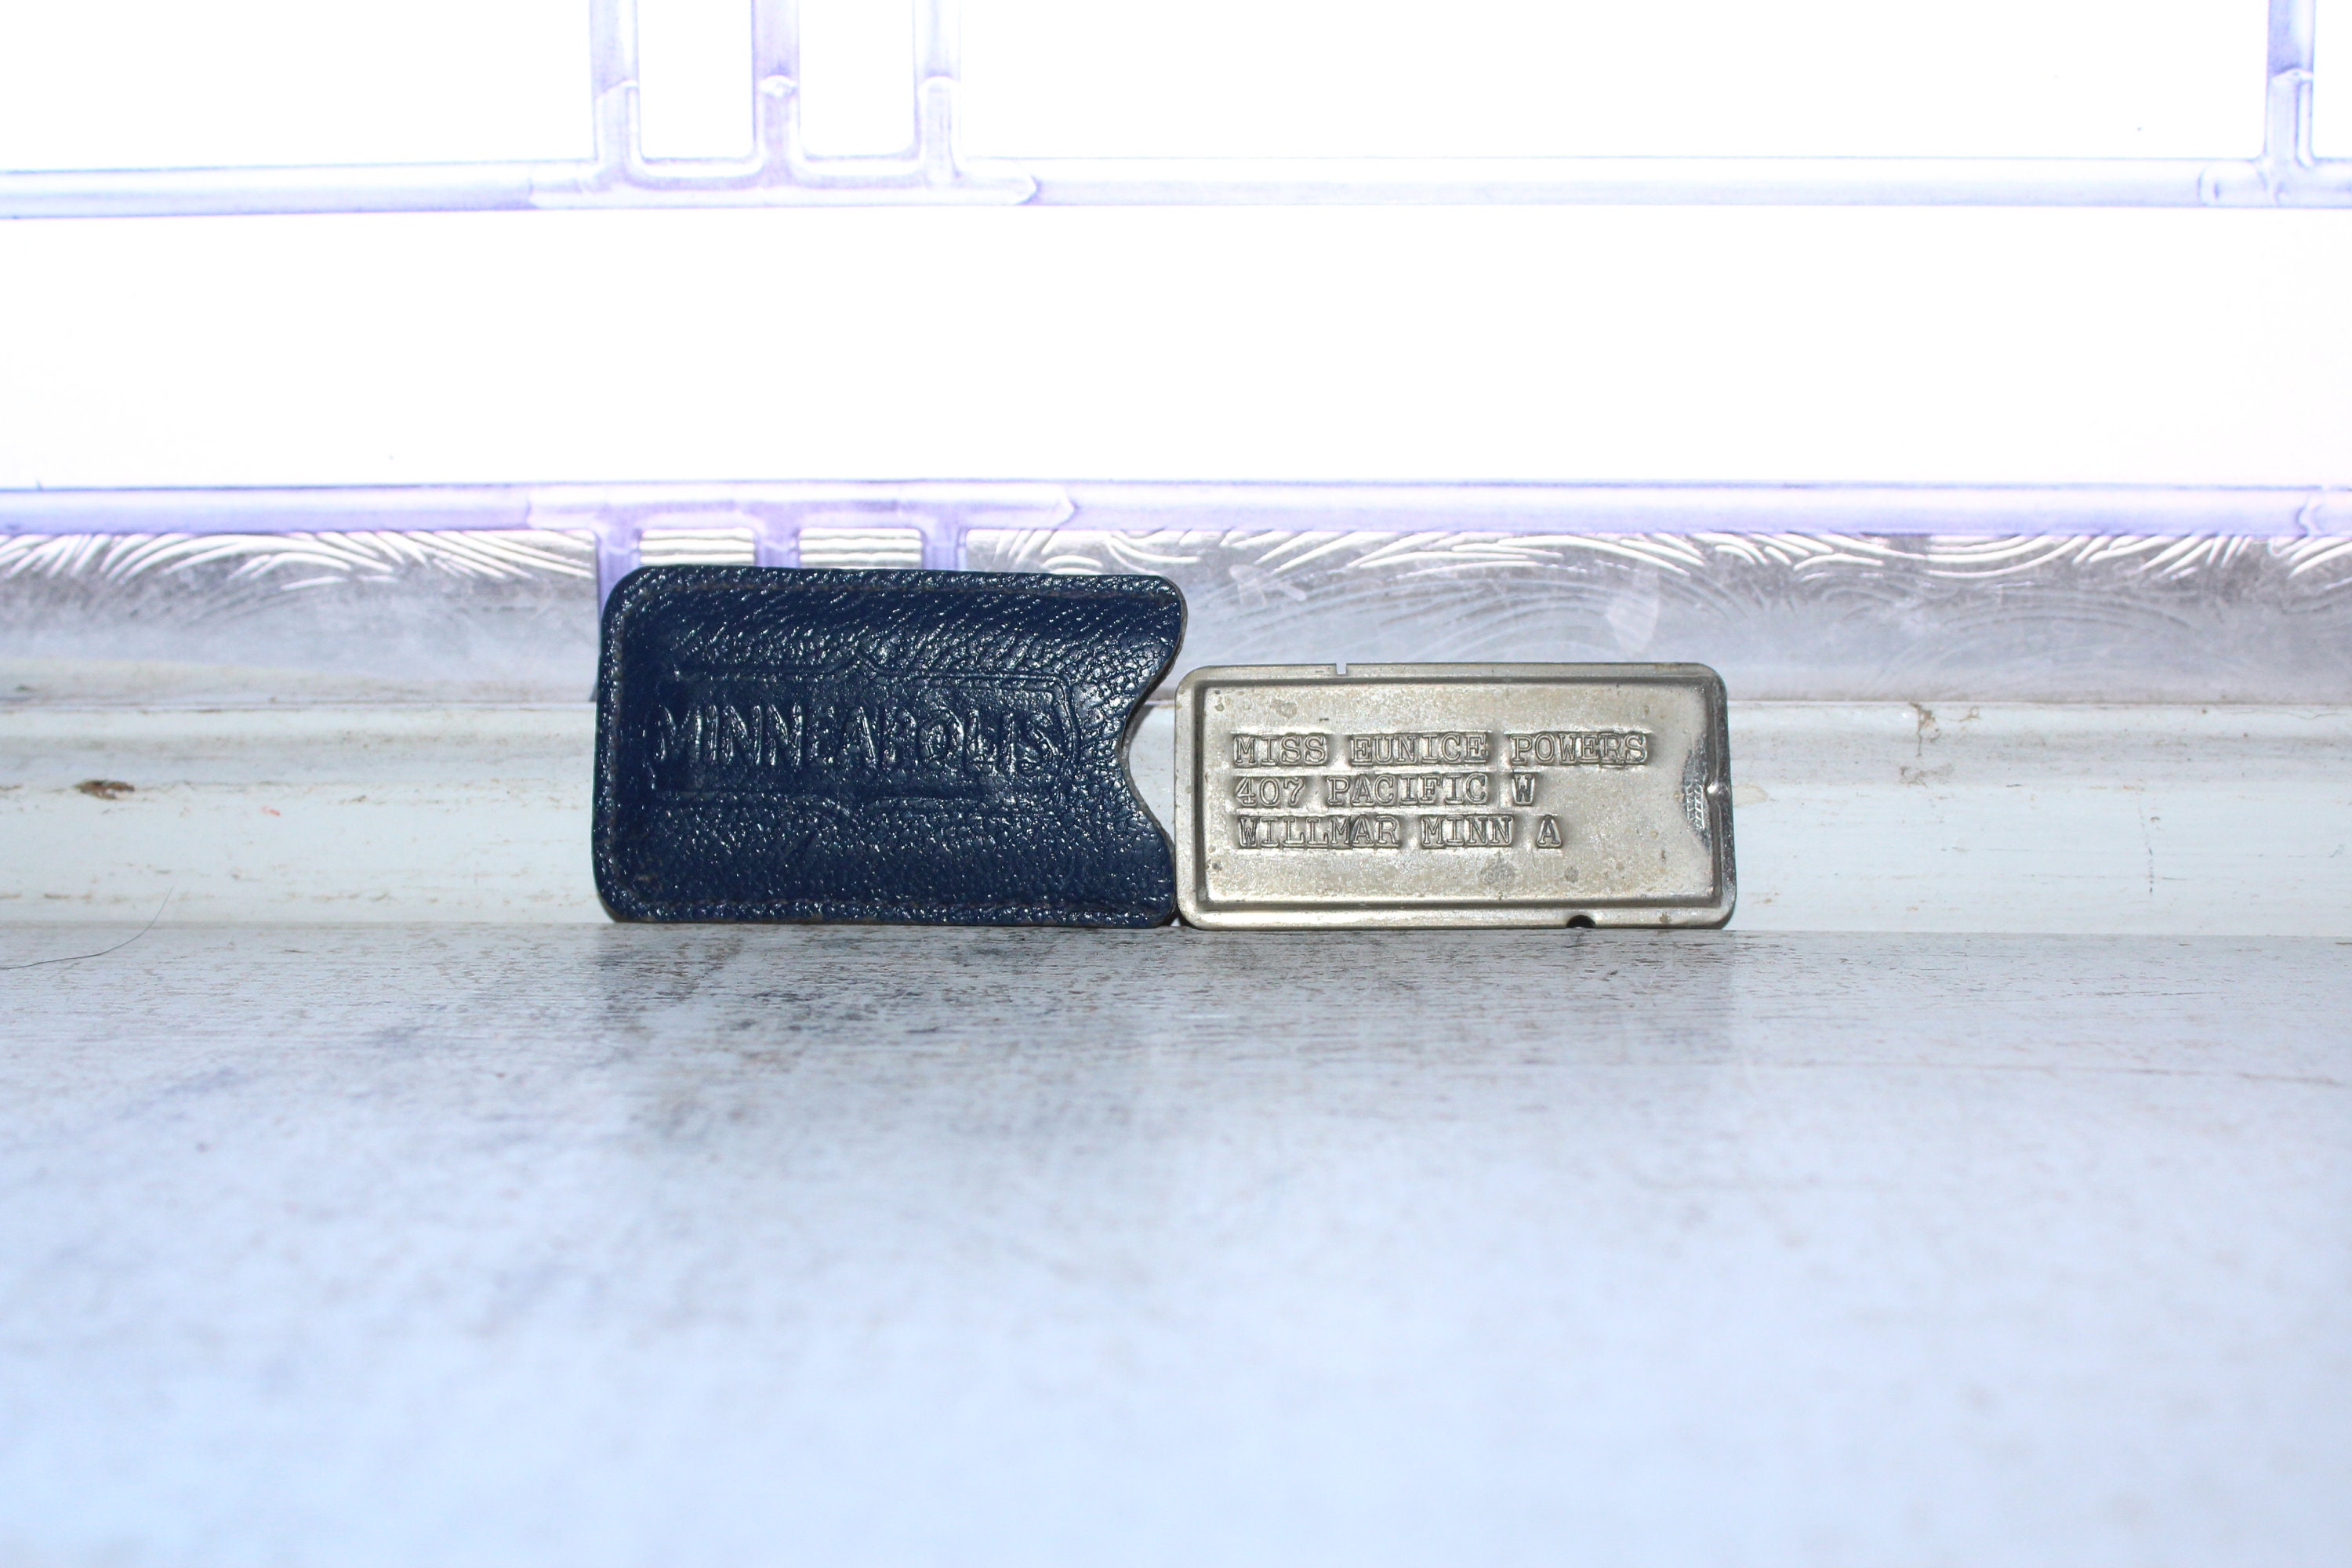 MINNEAPOLIS
MISS EUNICE POWERS
407 PACIFIC W
WILLMAR MINN A